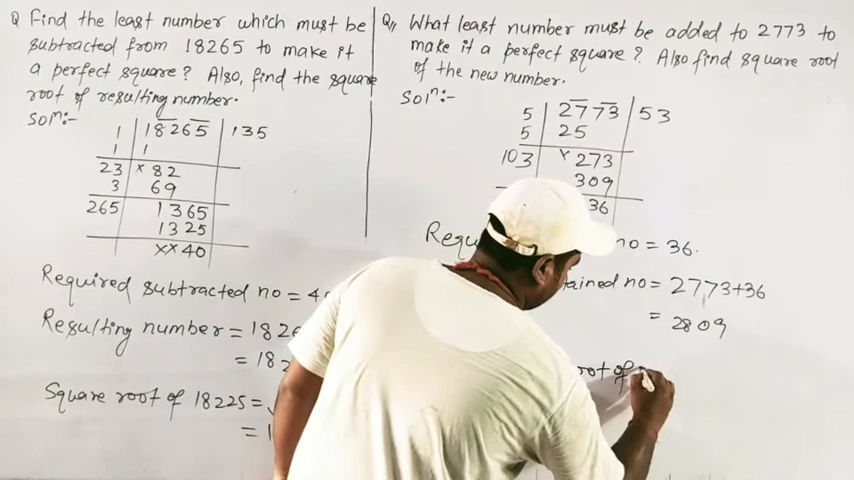 Q Find the least number which must be
subtracted from 18265 to make it
a perfect square? Also, find the square
root of resulting number.
Solⁿ:-
1 | 18265 | 135
1 | 1
23 | × 82
3 | 69
265 | 1365
1325
××40
Required subtracted no = 4
Resulting number = 182
= 182
Square root of 18225 =
= 1
Q,, What least number must be added to 2773 to
make it a perfect square? Also find square root
of the new number.
Solⁿ:-
5 | 2773 | 53
5 | 25
103 | × 273
309
36
no = 36.
no = 2773+36
= 2809
of